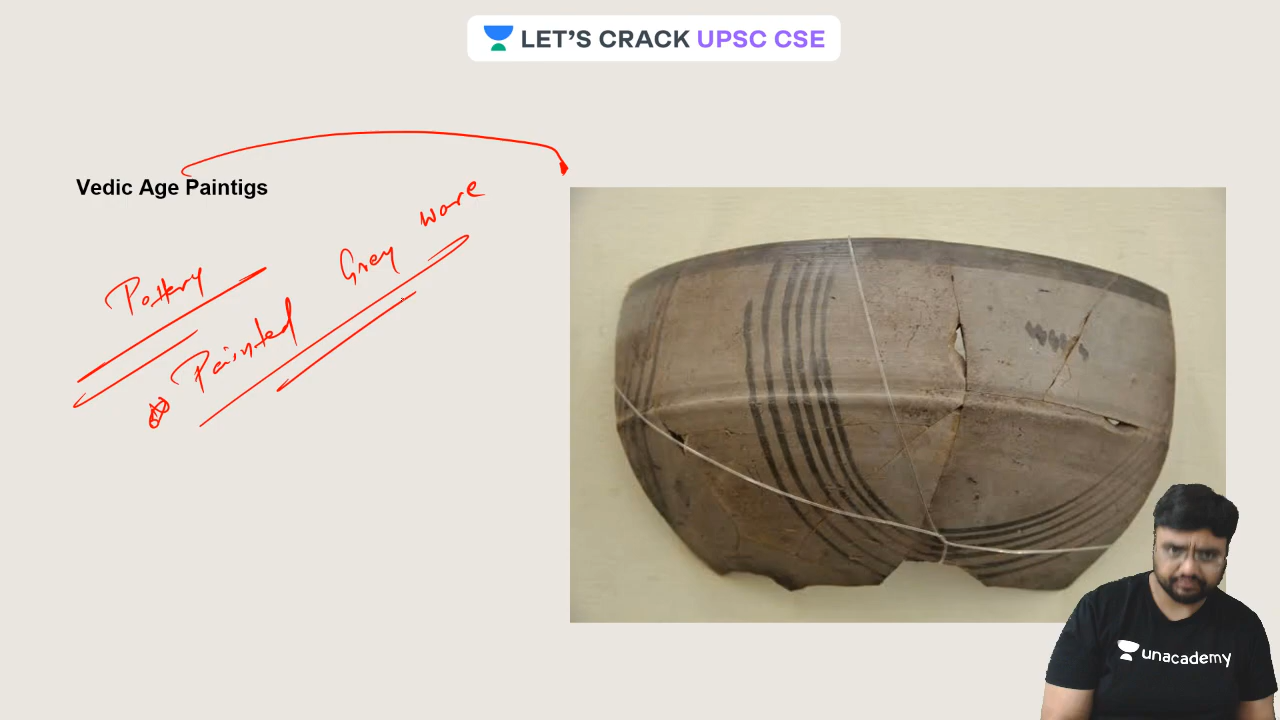 LET'S CRACK UPSC CSE
Vedic Age Paintigs
Pottery
Painted Grey ware
unacademy